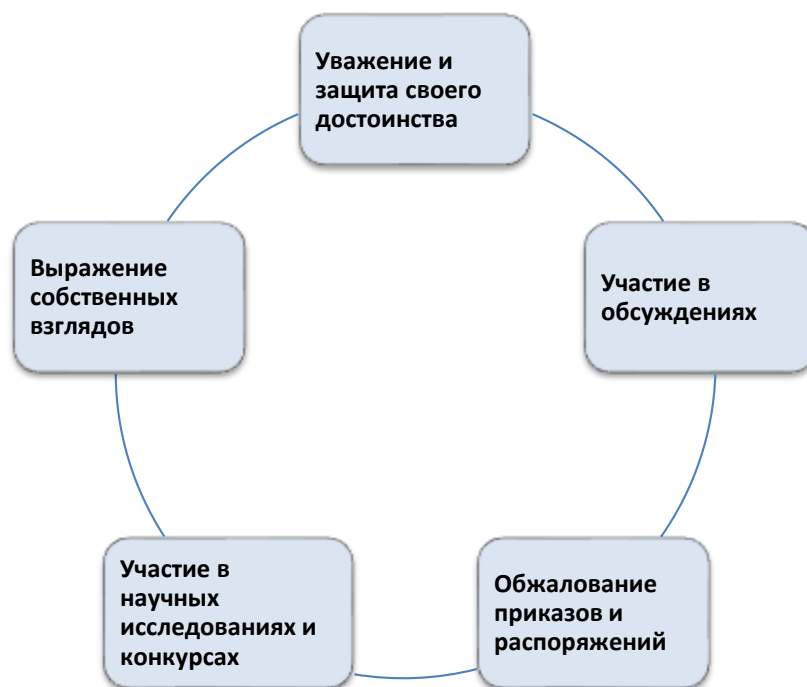 Уважение и
защита своего
достоинства
Участие в
обсуждениях
Обжалование
приказов и
распоряжений
Участие в
научных
исследованиях и
конкурсах
Выражение
собственных
взглядов